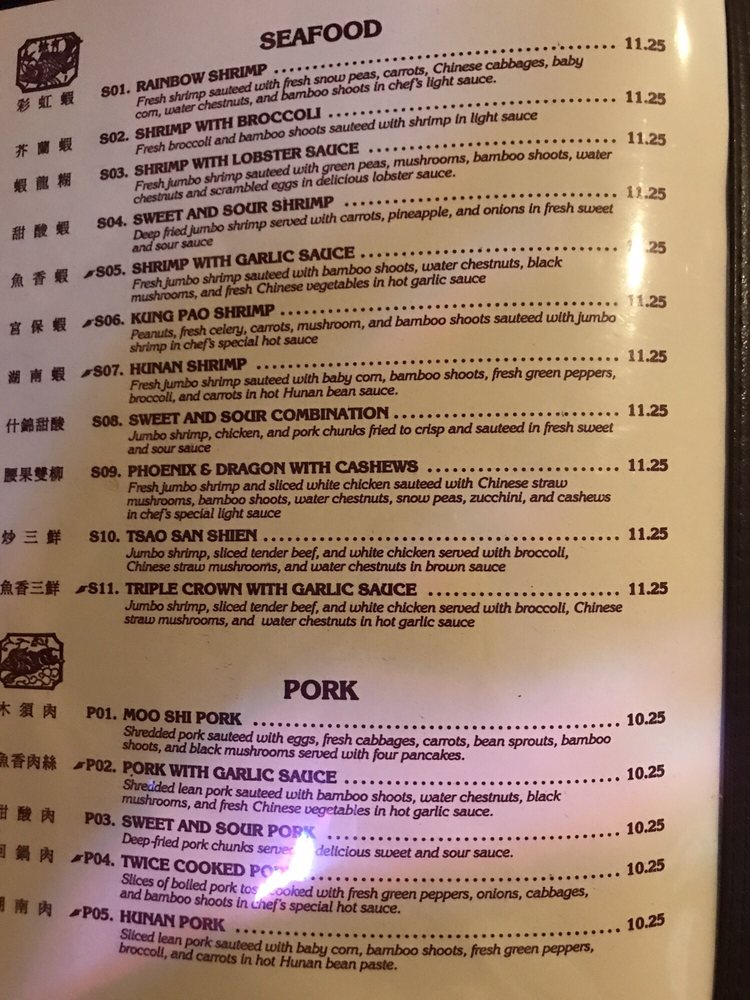 SEAFOOD
彩虹蝦 S01. RAINBOW SHRIMP 11.25
Fresh shrimp sauteed with fresh snow peas, carrots, Chinese cabbages, baby
corn, water chestnuts, and bamboo shoots in chef's light sauce.
芥蘭蝦 S02. SHRIMP WITH BROCCOLI 11.25
Fresh broccoli and bamboo shoots sauteed with shrimp in light sauce
蝦龍糊 S03. SHRIMP WITH LOBSTER SAUCE 11.25
Fresh jumbo shrimp sauteed with green peas, mushrooms, bamboo shoots, water
chestnuts and scrambled eggs in delicious lobster sauce.
甜酸蝦 S04. SWEET AND SOUR SHRIMP 11.25
Deep fried jumbo shrimp served with carrots, pineapple, and onions in fresh sweet
and sour sauce
魚香蝦 S05. SHRIMP WITH GARLIC SAUCE 11.25
Fresh jumbo shrimp sauteed with bamboo shoots, water chestnuts, black
mushrooms, and fresh Chinese vegetables in hot garlic sauce
宮保蝦 S06. KUNG PAO SHRIMP 11.25
Peanuts, fresh celery, carrots, mushroom, and bamboo shoots sauteed with jumbo
shrimp in chef's special hot sauce
湖南蝦 S07. HUNAN SHRIMP 11.25
Fresh jumbo shrimp sauteed with baby corn, bamboo shoots, fresh green peppers,
broccoli, and carrots in hot Hunan bean sauce.
什錦甜酸 S08. SWEET AND SOUR COMBINATION 11.25
Jumbo shrimp, chicken, and pork chunks fried to crisp and sauteed in fresh sweet
and sour sauce
腰果雙柳 S09. PHOENIX & DRAGON WITH CASHEWS 11.25
Fresh jumbo shrimp and sliced white chicken sauteed with Chinese straw
mushrooms, bamboo shoots, water chestnuts, snow peas, zucchini, and cashews
in chef's special light sauce
炒三鮮 S10. TSAO SAN SHIEN 11.25
Jumbo shrimp, sliced tender beef, and white chicken served with broccoli,
Chinese straw mushrooms, and water chestnuts in brown sauce
魚香三鮮 S11. TRIPLE CROWN WITH GARLIC SAUCE 11.25
Jumbo shrimp, sliced tender beef, and white chicken served with broccoli, Chinese
straw mushrooms, and water chestnuts in hot garlic sauce
PORK
木須肉 P01. MOO SHI PORK 10.25
Shredded pork sauteed with eggs, fresh cabbages, carrots, bean sprouts, bamboo
shoots, and black mushrooms served with four pancakes.
魚香肉絲 P02. PORK WITH GARLIC SAUCE 10.25
Shredded lean pork sauteed with bamboo shoots, water chestnuts, black
mushrooms, and fresh Chinese vegetables in hot garlic sauce.
甜酸肉 P03. SWEET AND SOUR PORK 10.25
Deep-fried pork chunks served delicious sweet and sour sauce.
回鍋肉 P04. TWICE COOKED 10.25
Slices of boiled pork cooked with fresh green peppers, onions, cabbages,
and bamboo shoots in chef's special hot sauce.
湖南肉 P05. HUNAN PORK 10.25
Sliced lean pork sauteed with baby corn, bamboo shoots, fresh green peppers,
broccoli, and carrots in hot Hunan bean paste.